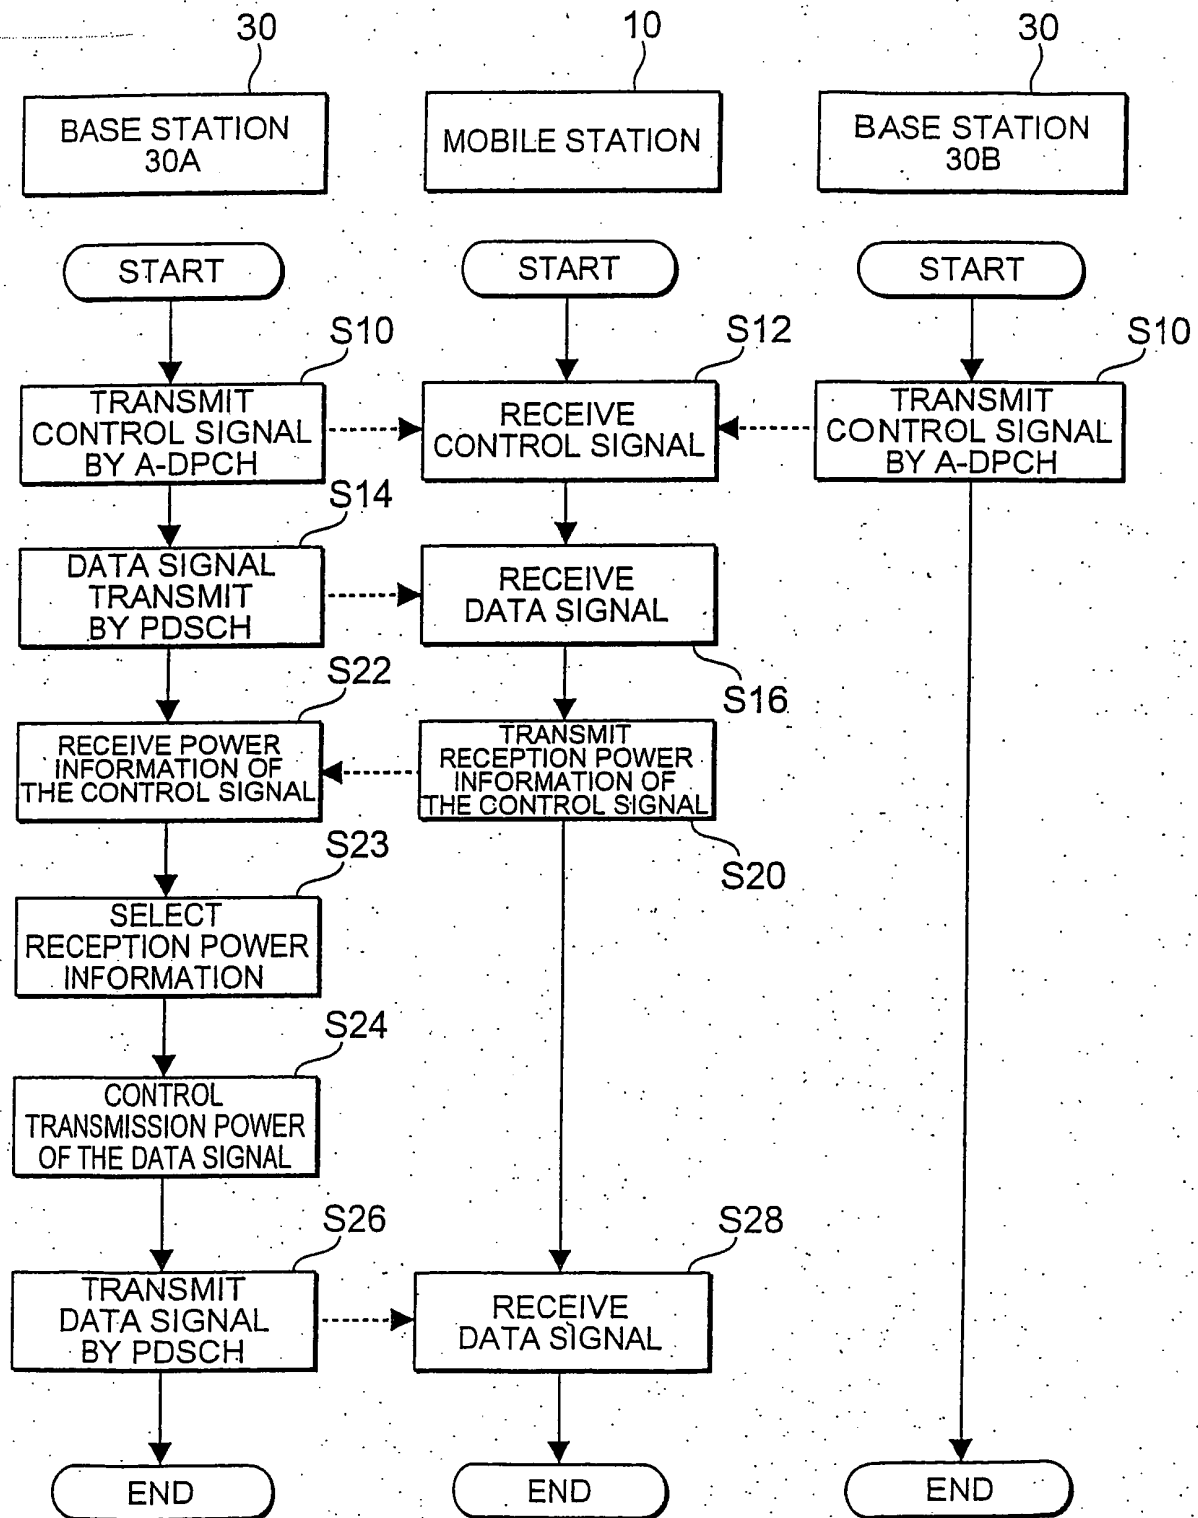 30
10
30
BASE STATION
30A
MOBILE STATION
BASE STATION
30B
START
START
START
S10
S12
S10
TRANSMIT
CONTROL SIGNAL
BY A-DPCH
RECEIVE
CONTROL SIGNAL
TRANSMIT
CONTROL SIGNAL
BY A-DPCH
S14
DATA SIGNAL
TRANSMIT
BY PDSCH
RECEIVE
DATA SIGNAL
S22
S16
RECEIVE POWER
INFORMATION OF
THE CONTROL SIGNAL
TRANSMIT
RECEPTION POWER
INFORMATION OF
THE CONTROL SIGNAL
S23
S20
SELECT
RECEPTION POWER
INFORMATION
S24
CONTROL
TRANSMISSION POWER
OF THE DATA SIGNAL
S26
S28
TRANSMIT
DATA SIGNAL
BY PDSCH
RECEIVE
DATA SIGNAL
END
END
END